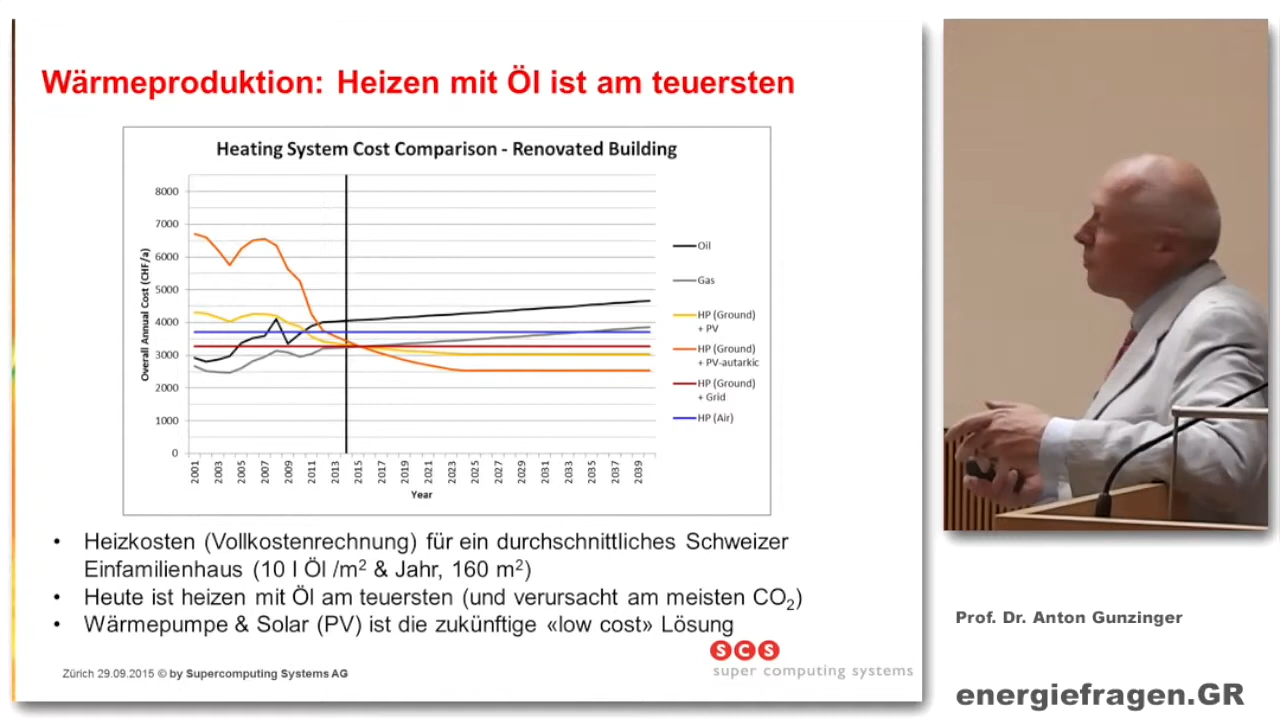 Wärmeproduktion: Heizen mit Öl ist am teuersten
Heating System Cost Comparison - Renovated Building
Overall Annual Cost (CHF/a)
8000
7000
6000
5000
4000
3000
2000
1000
0
2001
2003
2005
2007
2009
2011
2013
2015
2017
2019
2021
2023
2025
2027
2029
2031
2033
2035
2037
2039
Year
Oil
Gas
HP (Ground)
+ PV
HP (Ground)
+ PV-autarkic
HP (Ground)
+ Grid
HP (Air)
• Heizkosten (Vollkostenrechnung) für ein durchschnittliches Schweizer
Einfamilienhaus (10 l Öl /m² & Jahr, 160 m²)
• Heute ist heizen mit Öl am teuersten (und verursacht am meisten CO₂)
• Wärmepumpe & Solar (PV) ist die zukünftige «low cost» Lösung
SCS
super computing systems
Zürich 29.09.2015 © by Supercomputing Systems AG
Prof. Dr. Anton Gunzinger
energiefragen.GR